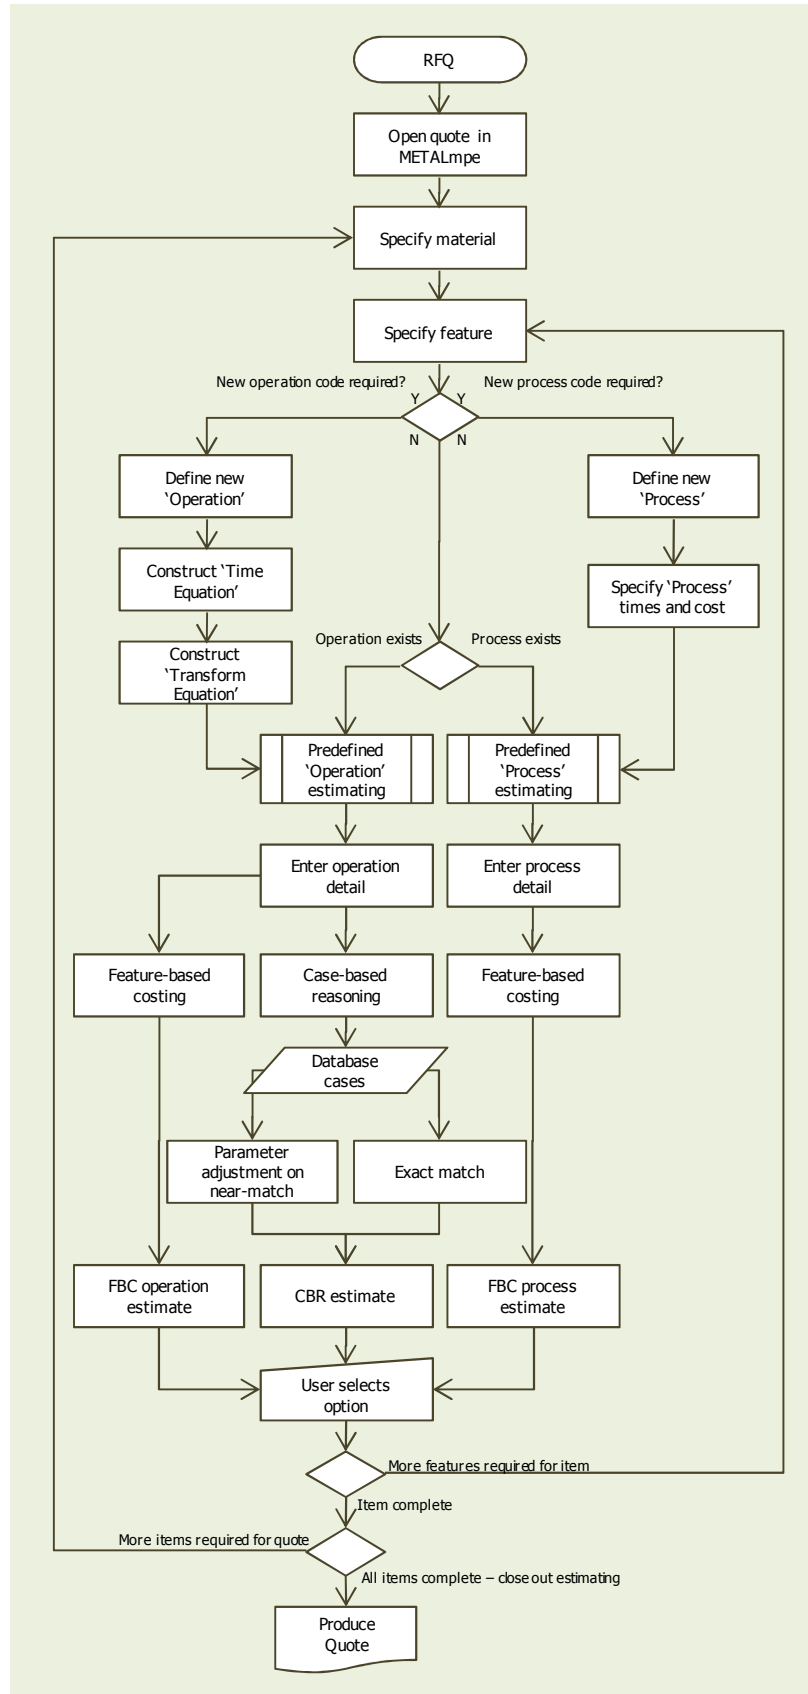 RFQ
Open quote in
METALmpe
Specify material
Specify feature
New operation code required?
New process code required?
Y
Y
N
N
Define new
‘Operation’
Define new
‘Process’
Construct ‘Time
Equation’
Specify ‘Process’
times and cost
Construct
‘Transform
Equation’
Operation exists
Process exists
Predefined
‘Operation’
estimating
Predefined
‘Process’
estimating
Enter operation
detail
Enter process
detail
Feature-based
costing
Case-based
reasoning
Feature-based
costing
Database
cases
Parameter
adjustment on
near-match
Exact match
FBC operation
estimate
CBR estimate
FBC process
estimate
User selects
option
More features required for item
Item complete
More items required for quote
All items complete – close out estimating
Produce
Quote